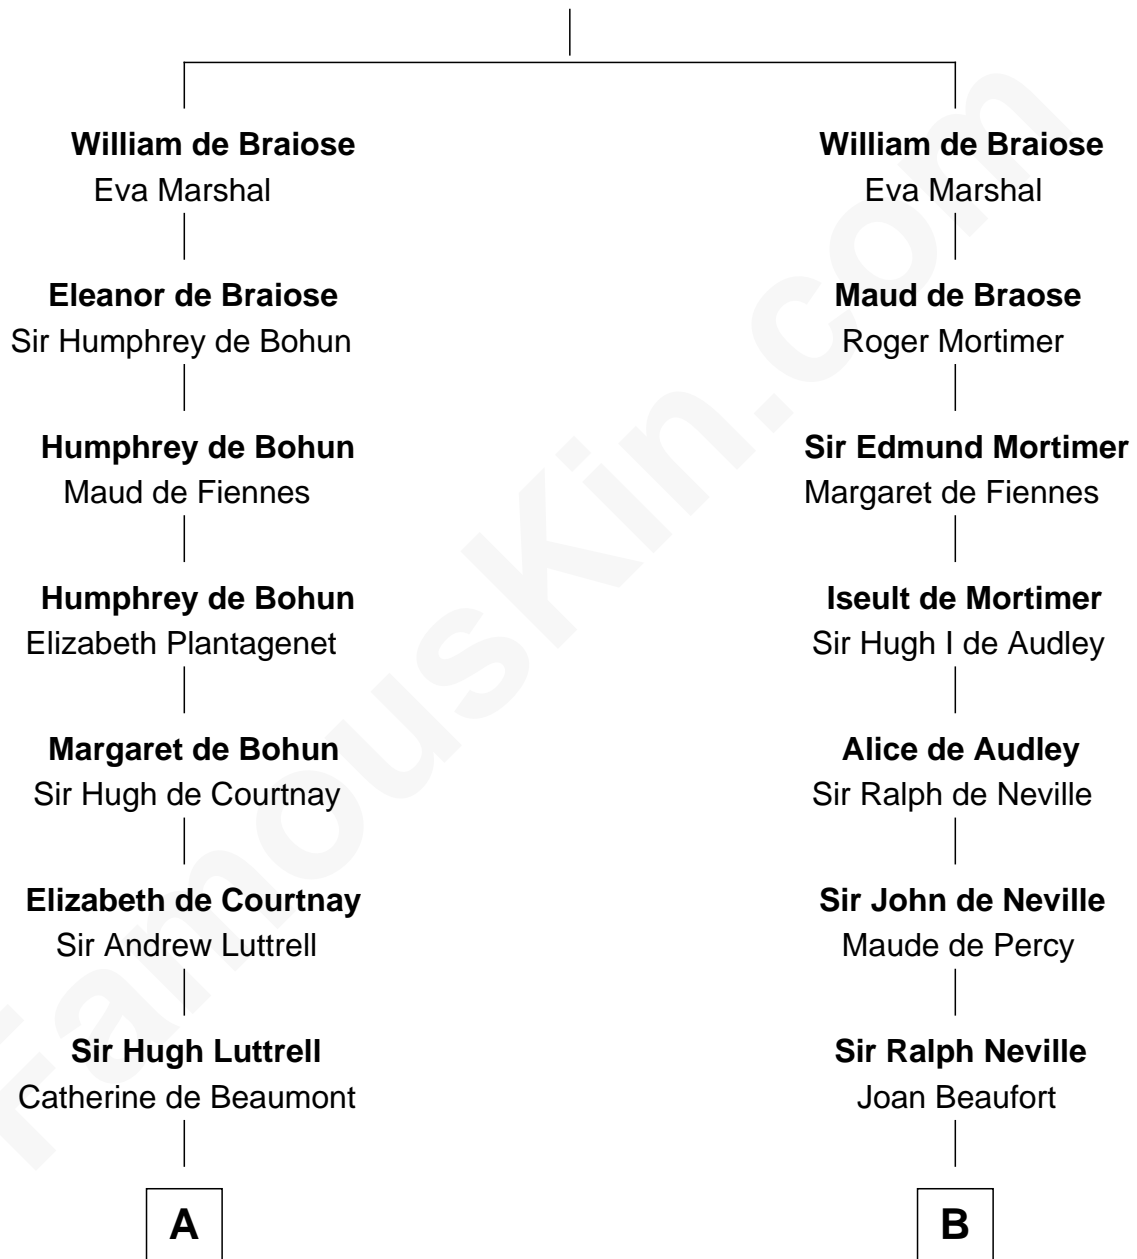 William de Braiose
Eva Marshal
Eleanor de Braiose
Sir Humphrey de Bohun
Humphrey de Bohun
Maud de Fiennes
Humphrey de Bohun
Elizabeth Plantagenet
Margaret de Bohun
Sir Hugh de Courtnay
Elizabeth de Courtnay
Sir Andrew Luttrell
Sir Hugh Luttrell
Catherine de Beaumont
A
William de Braiose
Eva Marshal
Maud de Braose
Roger Mortimer
Sir Edmund Mortimer
Margaret de Fiennes
Iseult de Mortimer
Sir Hugh I de Audley
Alice de Audley
Sir Ralph de Neville
Sir John de Neville
Maude de Percy
Sir Ralph Neville
Joan Beaufort
B
FamousKin.com